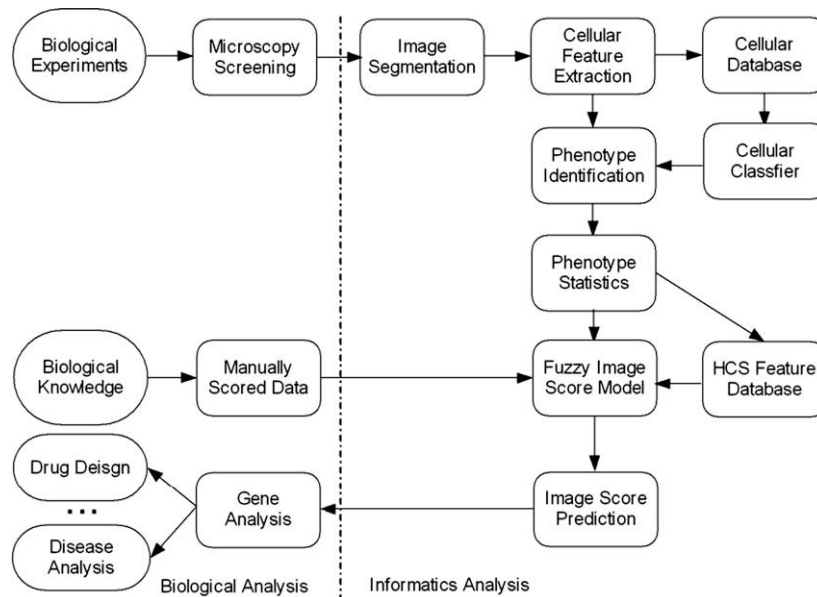 Biological
Experiments
Microscopy
Screening
Image
Segmentation
Cellular
Feature
Extraction
Cellular
Database
Phenotype
Identification
Cellular
Classfier
Phenotype
Statistics
Biological
Knowledge
Manually
Scored Data
Fuzzy Image
Score Model
HCS Feature
Database
Drug Deisgn
...
Disease
Analysis
Gene
Analysis
Image Score
Prediction
Biological Analysis
Informatics Analysis